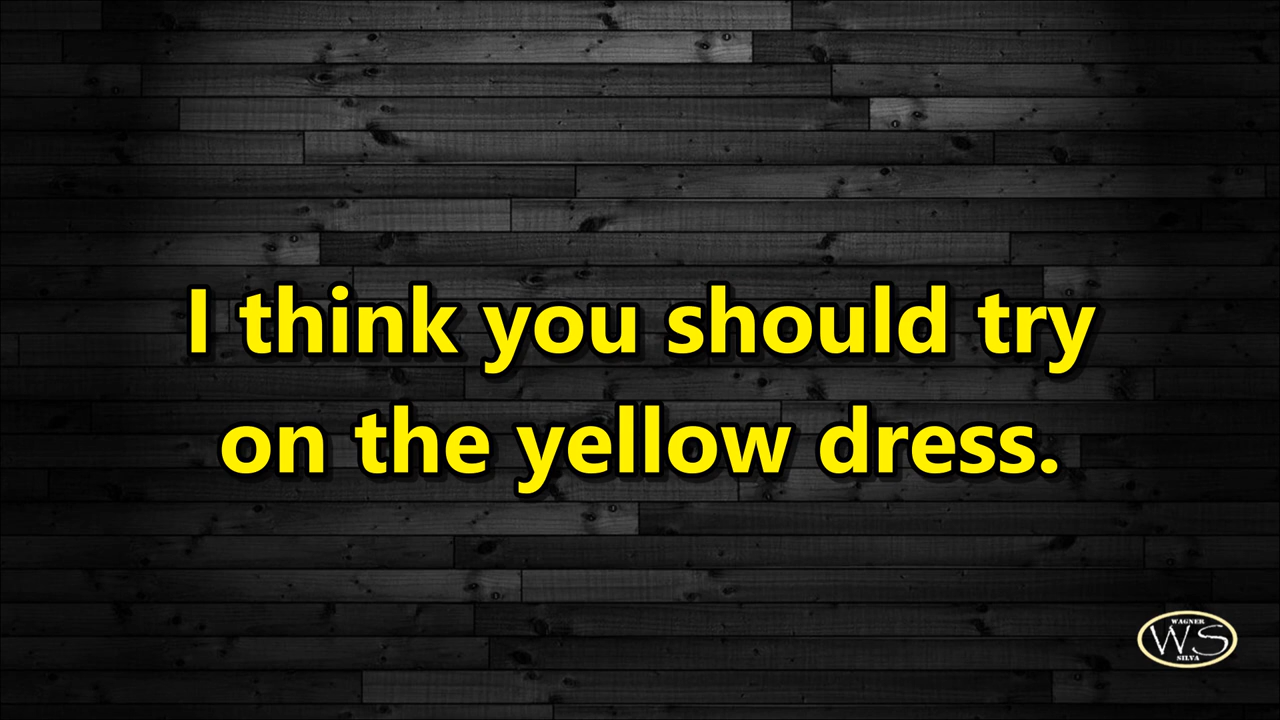 I think you should try
on the yellow dress.
WAGNER
WS
SILVA